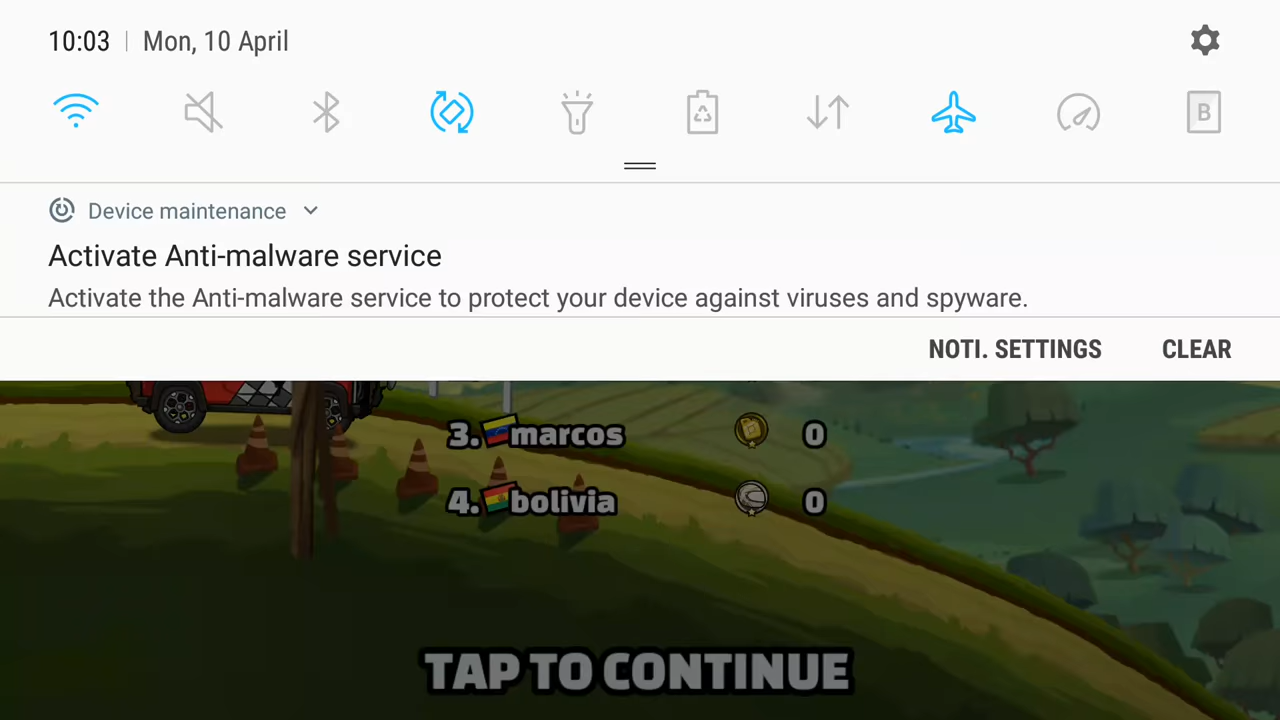 10:03 | Mon, 10 April
B
Device maintenance
Activate Anti-malware service
Activate the Anti-malware service to protect your device against viruses and spyware.
NOTI. SETTINGS CLEAR
3. marcos 0
4. bolivia 0
TAP TO CONTINUE